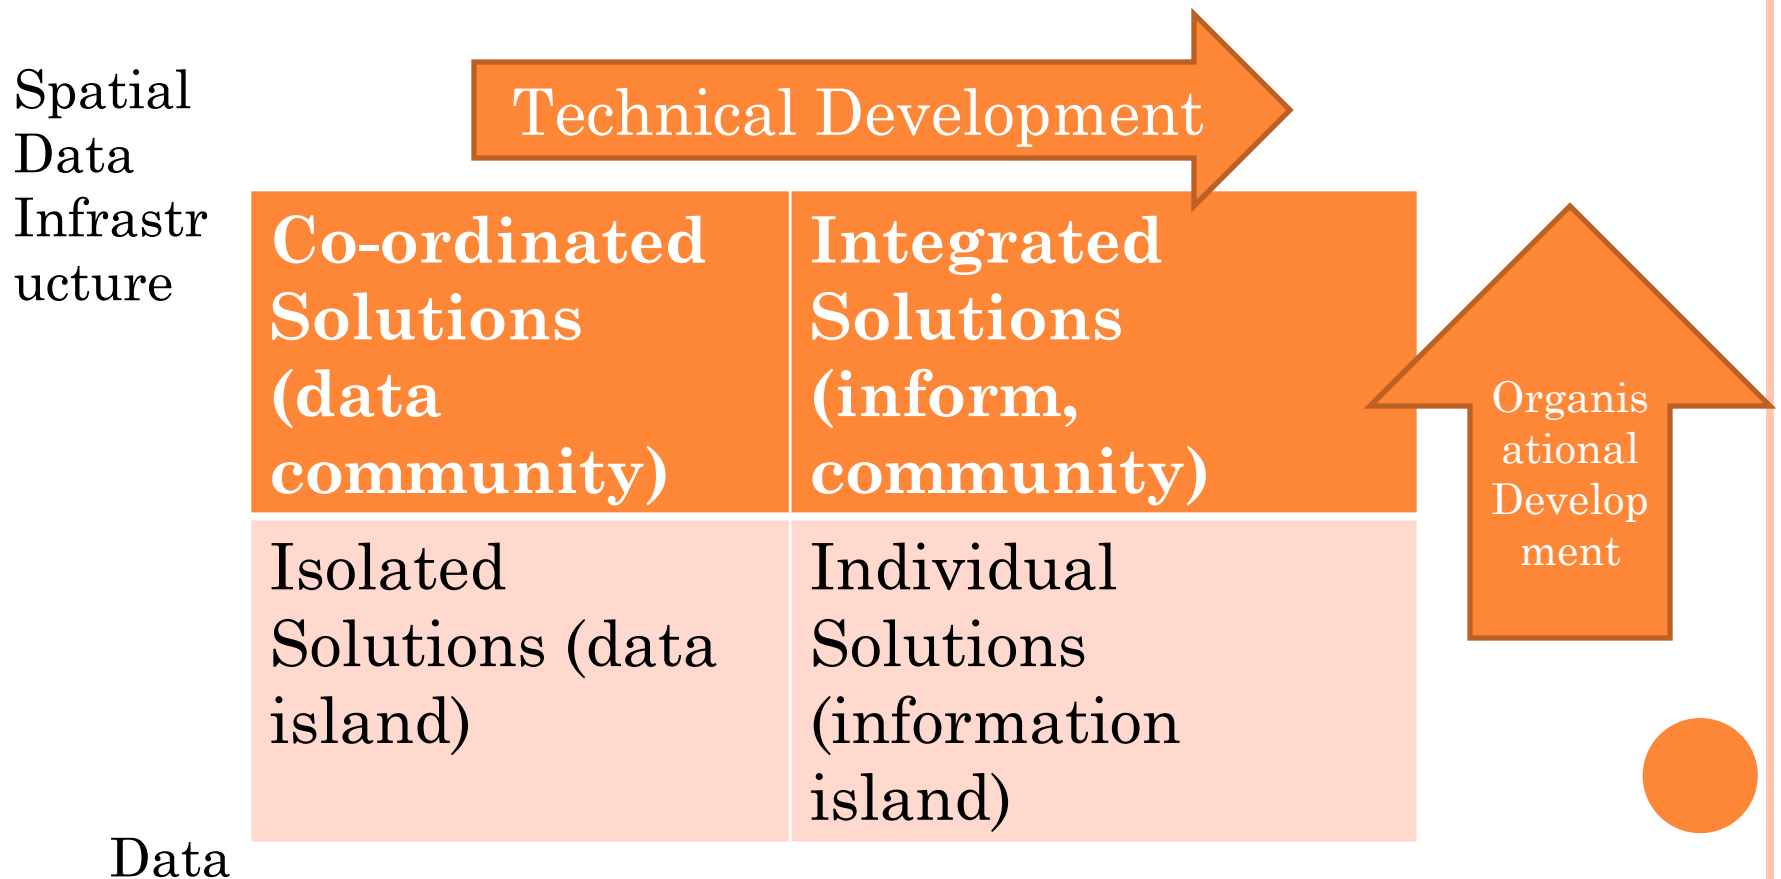 Spatial
Data
Infrastr
ucture
Technical Development
Co-ordinated
Solutions
(data
community)
Integrated
Solutions
(inform,
community)
Isolated
Solutions (data
island)
Individual
Solutions
(information
island)
Organis
ational
Develop
ment
Data